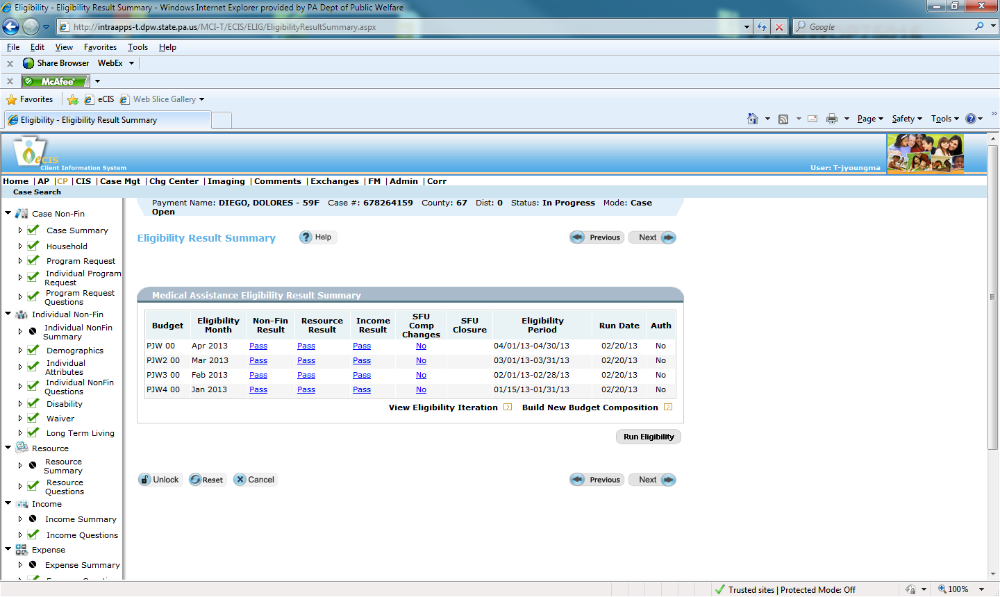 Eligibility - Eligibility Result Summary - Windows Internet Explorer provided by PA Dept of Public Welfare
http://intraapps-t.dpw.state.pa.us/MCI-T/ECIS/ELIG/EligibilityResultSummary.aspx
Google
File Edit View Favorites Tools Help
x Share Browser WebEx
x McAfee
Favorites eCIS Web Slice Gallery
Eligibility - Eligibility Result Summary
Page Safety Tools
eCIS
Client Information System
User: T-jyoungma
Home | AP | CP | CIS | Case Mgt | Chg Center | Imaging | Comments | Exchanges | FM | Admin | Corr
Case Search
Case Non-Fin
Case Summary
Household
Program Request
Individual Program
Request
Program Request
Questions
Individual Non-Fin
Individual NonFin
Summary
Demographics
Individual
Attributes
Individual NonFin
Questions
Disability
Waiver
Long Term Living
Resource
Resource
Summary
Resource
Questions
Income
Income Summary
Income Questions
Expense
Expense Summary
Payment Name: DIEGO, DOLORES - 59F Case #: 678264159 County: 67 Dist: 0 Status: In Progress Mode: Case
Open
Eligibility Result Summary
Help
Previous Next
Medical Assistance Eligibility Result Summary
Budget Eligibility Month Non-Fin Result Resource Result Income Result SFU Comp Changes SFU Closure Eligibility Period Run Date Auth
PJW 00 Apr 2013 Pass Pass Pass No 04/01/13-04/30/13 02/20/13 No
PJW2 00 Mar 2013 Pass Pass Pass No 03/01/13-03/31/13 02/20/13 No
PJW3 00 Feb 2013 Pass Pass Pass No 02/01/13-02/28/13 02/20/13 No
PJW4 00 Jan 2013 Pass Pass Pass No 01/15/13-01/31/13 02/20/13 No
View Eligibility Iteration Build New Budget Composition
Run Eligibility
Unlock Reset Cancel Previous Next
Trusted sites | Protected Mode: Off 100%